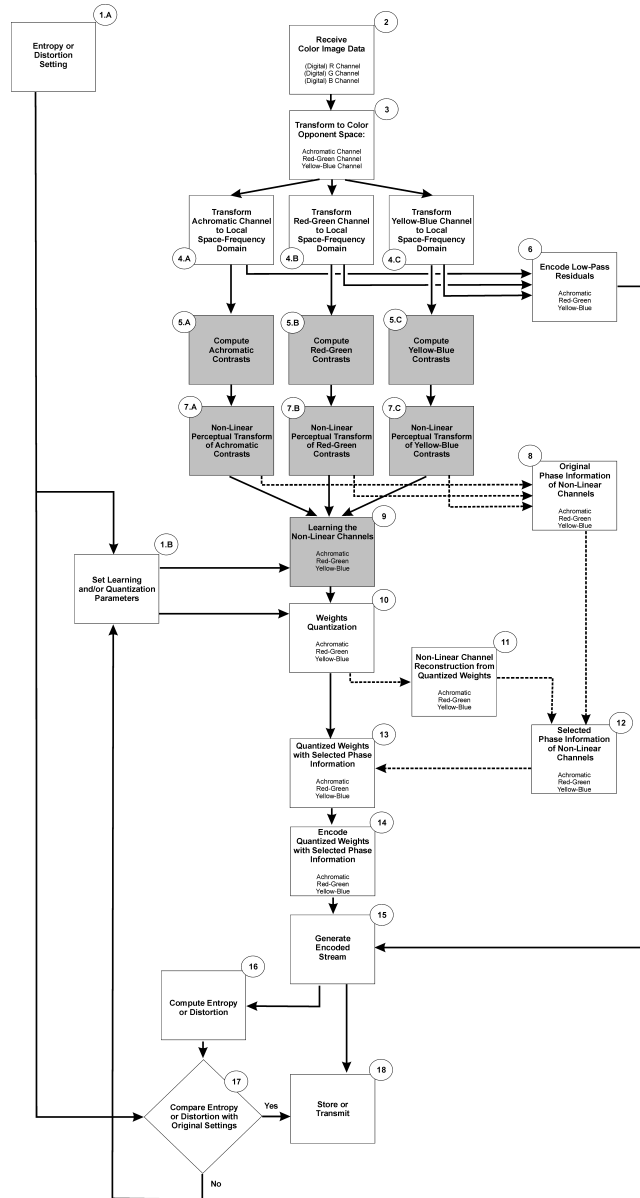 1.A
Entropy or
Distortion
Setting
2
Receive
Color Image Data
(Digital) R Channel
(Digital) G Channel
(Digital) B Channel
3
Transform to Color
Opponent Space:
Achromatic Channel
Red-Green Channel
Yellow-Blue Channel
Transform
Achromatic Channel
to Local
Space-Frequency
Domain
4.A
Transform
Red-Green Channel
to Local
Space-Frequency
Domain
4.B
Transform
Yellow-Blue Channel
to Local
Space-Frequency
Domain
4.C
6
Encode Low-Pass
Residuals
Achromatic
Red-Green
Yellow-Blue
5.A
Compute
Achromatic
Contrasts
5.B
Compute
Red-Green
Contrasts
5.C
Compute
Yellow-Blue
Contrasts
7.A
Non-Linear
Perceptual Transform
of Achromatic
Contrasts
7.B
Non-Linear
Perceptual Transform
of Red-Green
Contrasts
7.C
Non-Linear
Perceptual Transform
of Yellow-Blue
Contrasts
8
Original
Phase Information
of Non-Linear
Channels
Achromatic
Red-Green
Yellow-Blue
9
Learning the
Non-Linear Channels
Achromatic
Red-Green
Yellow-Blue
1.B
Set Learning
and/or Quantization
Parameters
10
Weights
Quantization
Achromatic
Red-Green
Yellow-Blue
11
Non-Linear Channel
Reconstruction from
Quantized Weights
Achromatic
Red-Green
Yellow-Blue
12
Selected
Phase Information
of Non-Linear
Channels
Achromatic
Red-Green
Yellow-Blue
13
Quantized Weights
with Selected Phase
Information
Achromatic
Red-Green
Yellow-Blue
14
Encode
Quantized Weights
with Selected Phase
Information
Achromatic
Red-Green
Yellow-Blue
15
Generate
Encoded
Stream
16
Compute Entropy
or Distortion
17
Compare Entropy
or Distortion with
Original Settings
Yes
No
18
Store or
Transmit